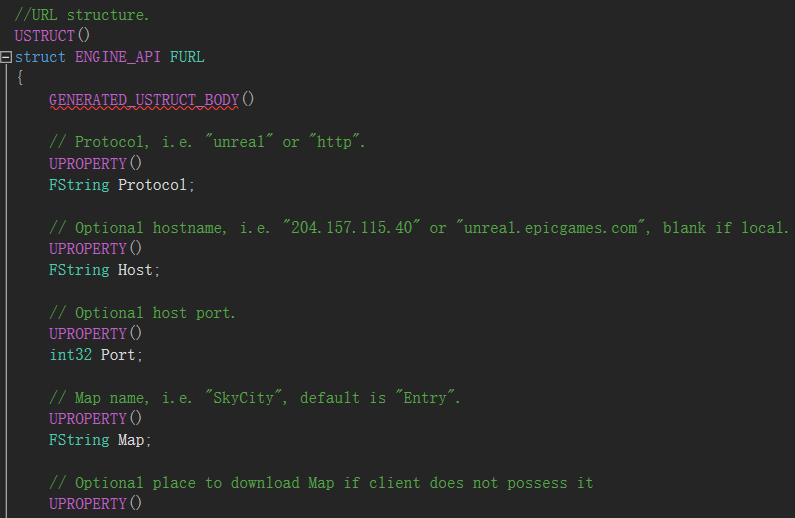 //URL structure.
USTRUCT()
struct ENGINE_API FURL
{
GENERATED_USTRUCT_BODY()
// Protocol, i.e. "unreal" or "http".
UPROPERTY()
FString Protocol;
// Optional hostname, i.e. "204.157.115.40" or "unreal.epicgames.com", blank if local.
UPROPERTY()
FString Host;
// Optional host port.
UPROPERTY()
int32 Port;
// Map name, i.e. "SkyCity", default is "Entry".
UPROPERTY()
FString Map;
// Optional place to download Map if client does not possess it
UPROPERTY()